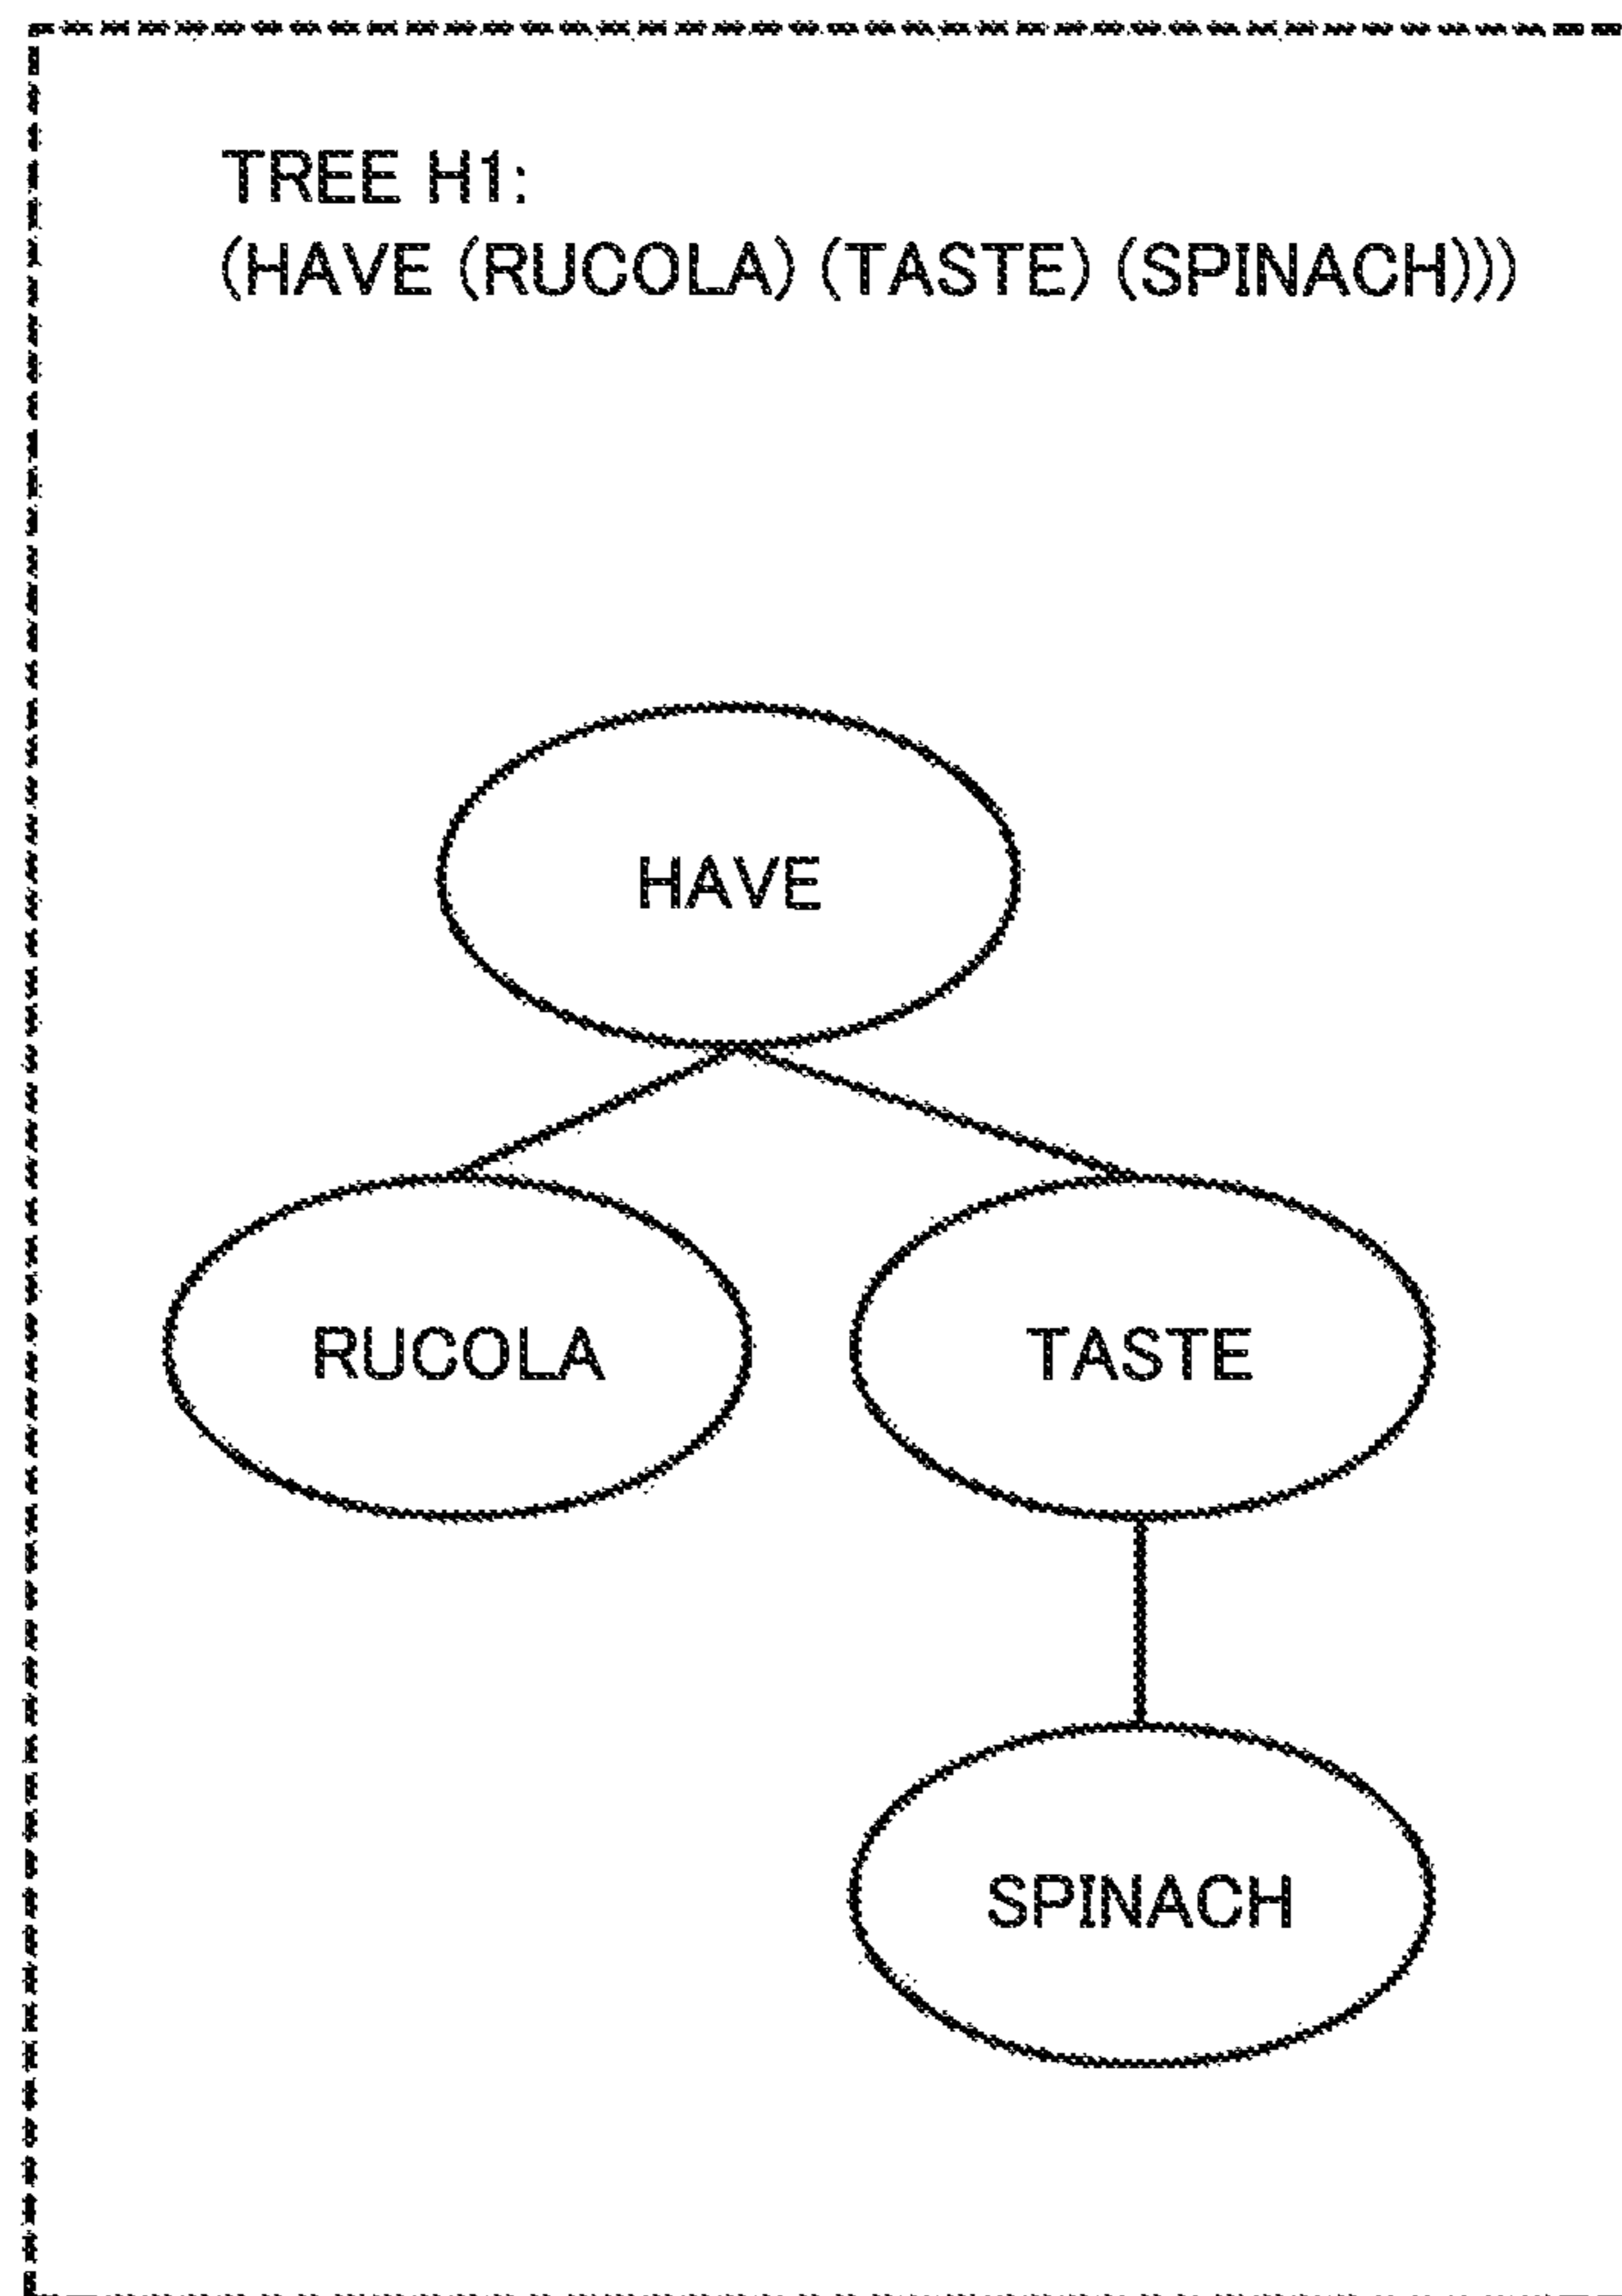 TREE H1:
(HAVE (RUCOLA) (TASTE) (SPINACH)))
HAVE
RUCOLA TASTE
SPINACH